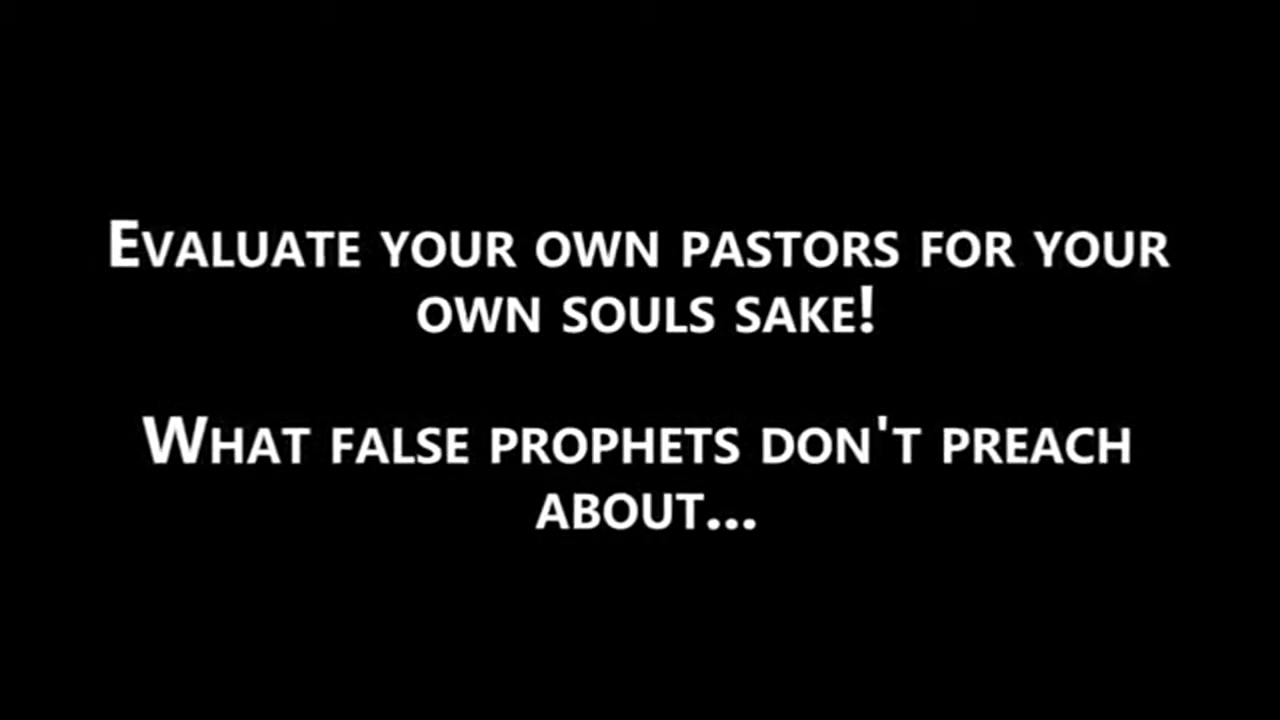 Evaluate your own pastors for your
own souls sake!
What false prophets don't preach
about...